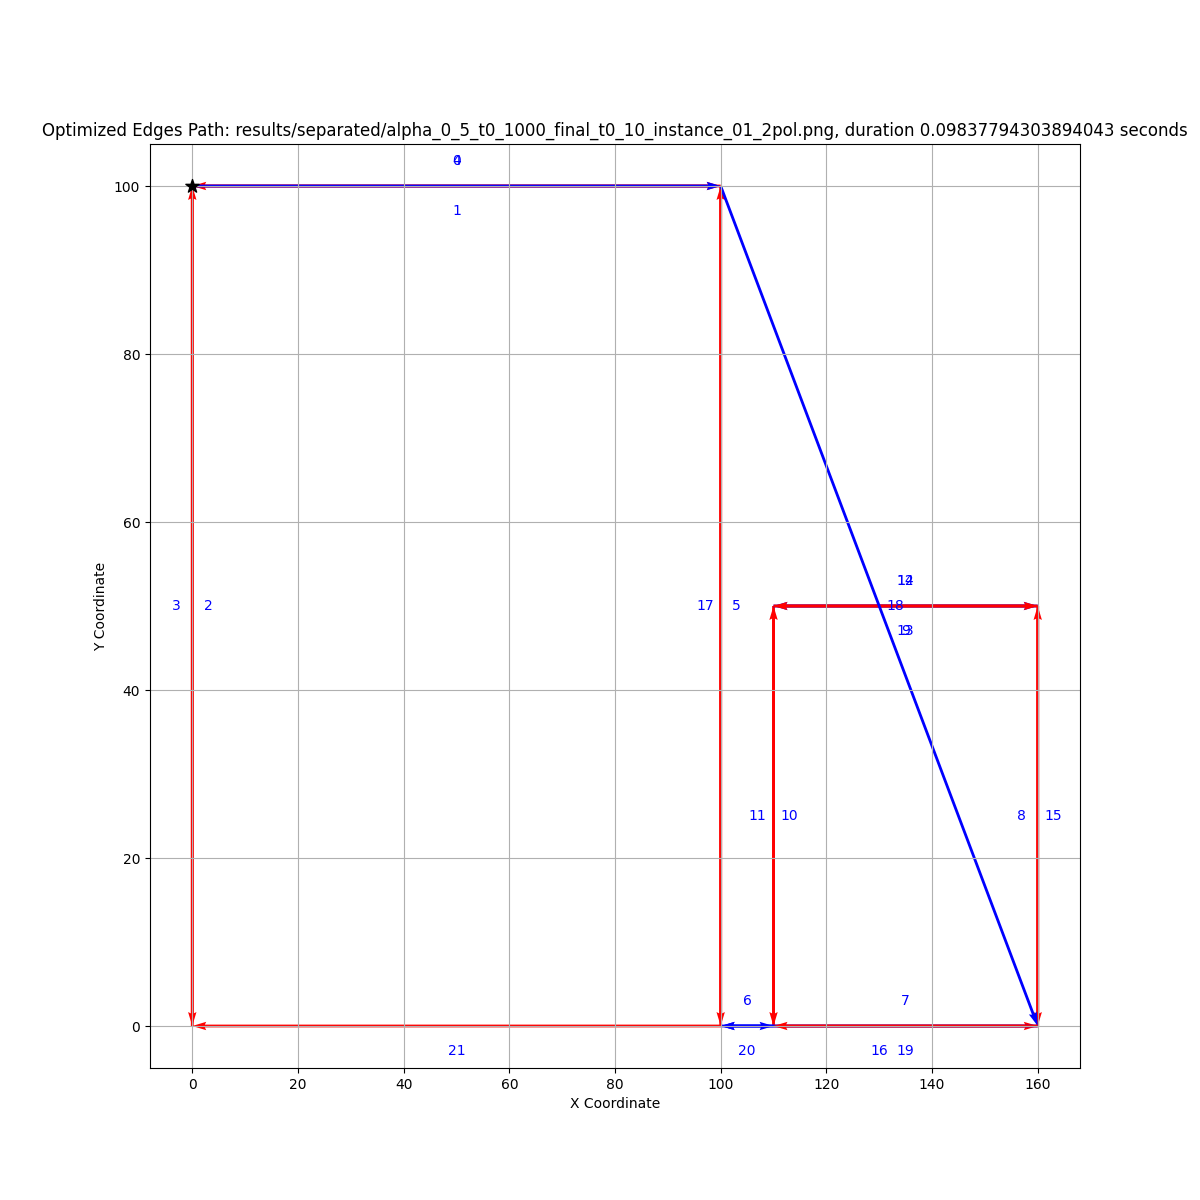 Optimized Edges Path: results/separated/alpha_0_5_t0_1000_final_t0_10_instance_01_2pol.png, duration 0.09837794303894043 seconds
100
1
80
60
3 2 17 5 18
40
11 10 8 15
20
6 7
0
21 20 16 19
0 20 40 60 80 100 120 140 160
X Coordinate
Y Coordinate